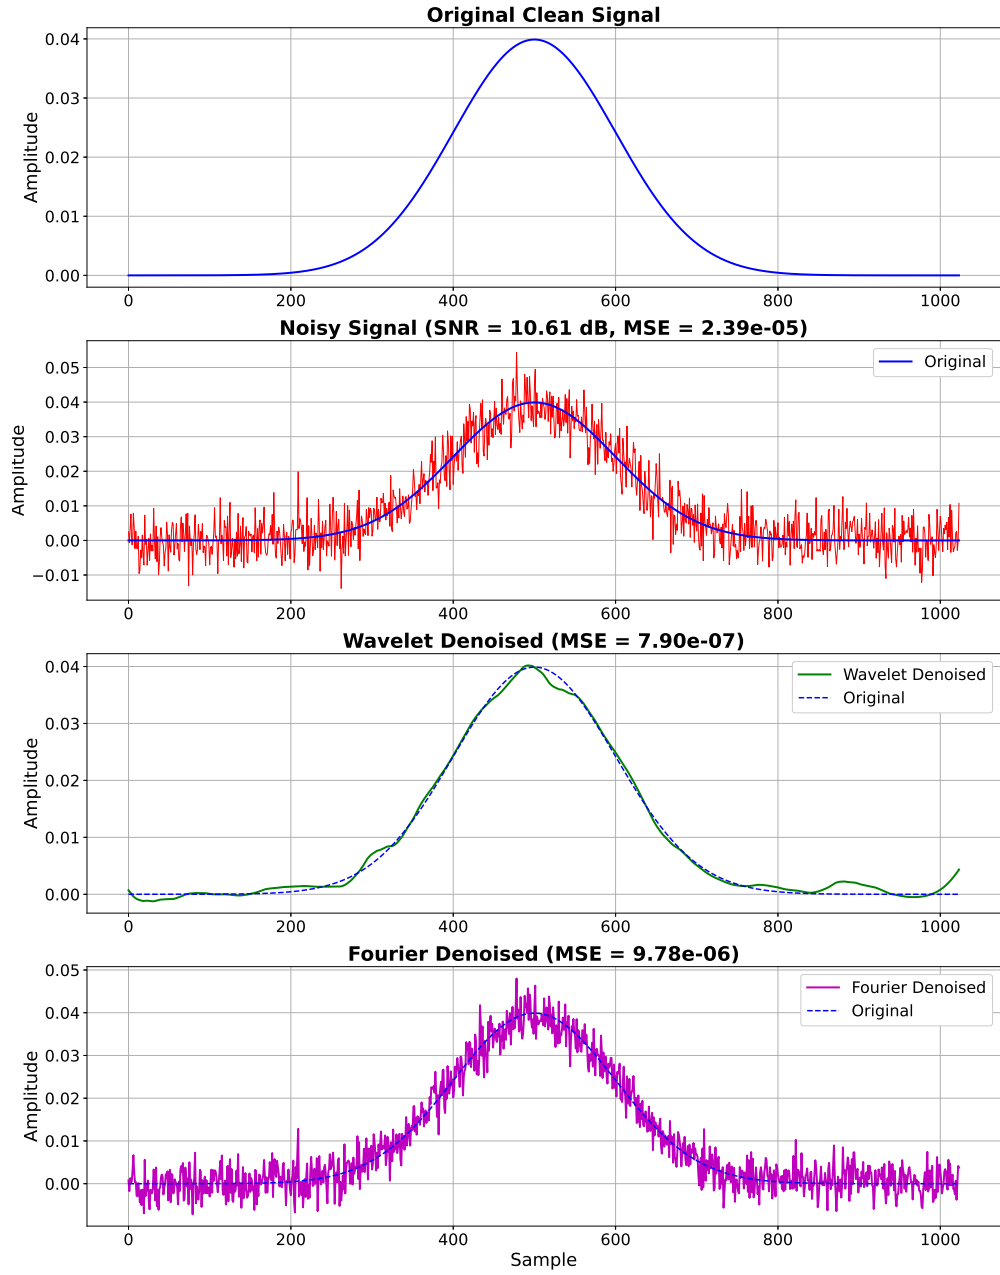 Original Clean Signal
Amplitude
0.04
0.03
0.02
0.01
0.00
0 200 400 600 800 1000
Noisy Signal (SNR = 10.61 dB, MSE = 2.39e-05)
Amplitude
0.05
0.04
0.03
0.02
0.01
0.00
−0.01
Original
0 200 400 600 800 1000
Wavelet Denoised (MSE = 7.90e-07)
Amplitude
0.04
0.03
0.02
0.01
0.00
Wavelet Denoised
Original
0 200 400 600 800 1000
Fourier Denoised (MSE = 9.78e-06)
Amplitude
0.05
0.04
0.03
0.02
0.01
0.00
Fourier Denoised
Original
0 200 400 600 800 1000
Sample